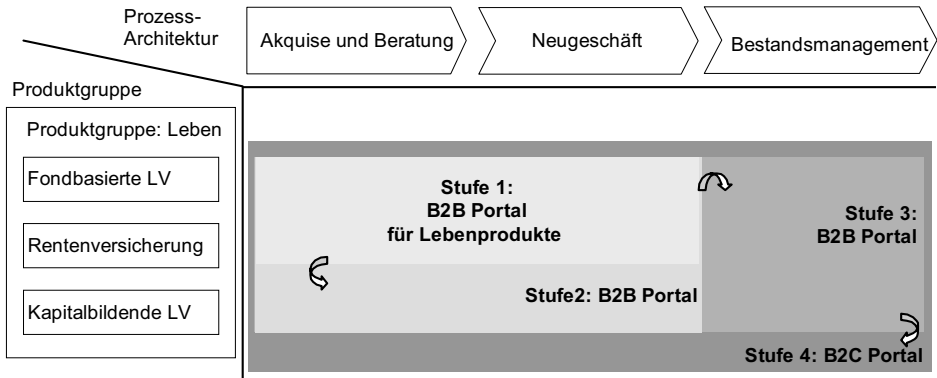 Prozess-
Architektur
Akquise und Beratung
Neugeschäft
Bestandsmanagement
Produktgruppe
Produktgruppe: Leben
Fondbasierte LV
Rentenversicherung
Kapitalbildende LV
Stufe 1:
B2B Portal
für Lebenprodukte
Stufe 3:
B2B Portal
Stufe2: B2B Portal
Stufe 4: B2C Portal